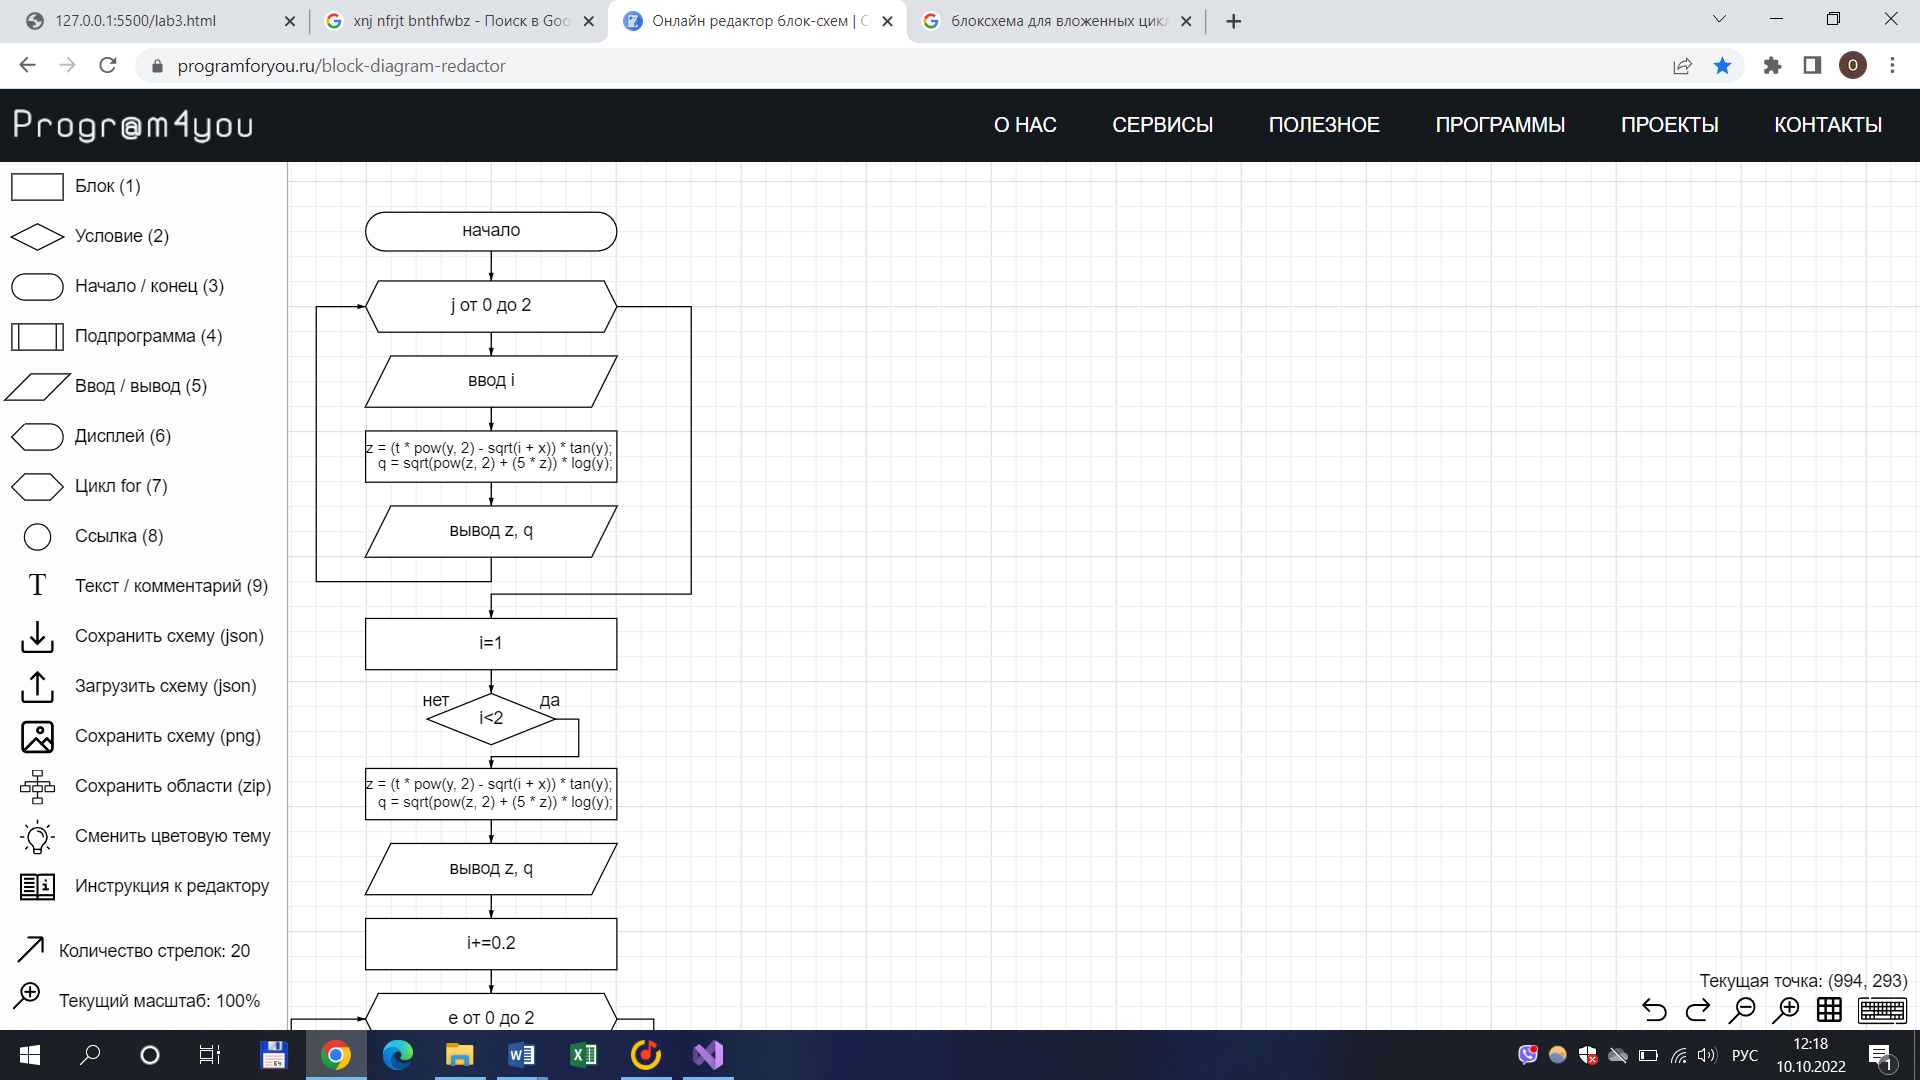 127.0.0.1:5500/lab3.html
xnj nfrjt bnthfwbz - Поиск в Goo
Онлайн редактор блок-схем | С
блоксхема для вложенных цикл
programforyou.ru/block-diagram-redactor
О
Progr@m4you
О НАС
СЕРВИСЫ
ПОЛЕЗНОЕ
ПРОГРАММЫ
ПРОЕКТЫ
КОНТАКТЫ
Блок (1)
Условие (2)
Начало / конец (3)
Подпрограмма (4)
Ввод / вывод (5)
Дисплей (6)
Цикл for (7)
Ссылка (8)
T Текст / комментарий (9)
Сохранить схему (json)
Загрузить схему (json)
Сохранить схему (png)
Сохранить области (zip)
Сменить цветовую тему
Инструкция к редактору
Количество стрелок: 20
Текущий масштаб: 100%
начало
j от 0 до 2
ввод i
z = (t * pow(y, 2) - sqrt(i + x)) * tan(y);
q = sqrt(pow(z, 2) + (5 * z)) * log(y);
вывод z, q
i=1
нет
да
i<2
z = (t * pow(y, 2) - sqrt(i + x)) * tan(y);
q = sqrt(pow(z, 2) + (5 * z)) * log(y);
вывод z, q
i+=0.2
е от 0 до 2
Текущая точка: (994, 293)
64
РУС
12:18
10.10.2022
1